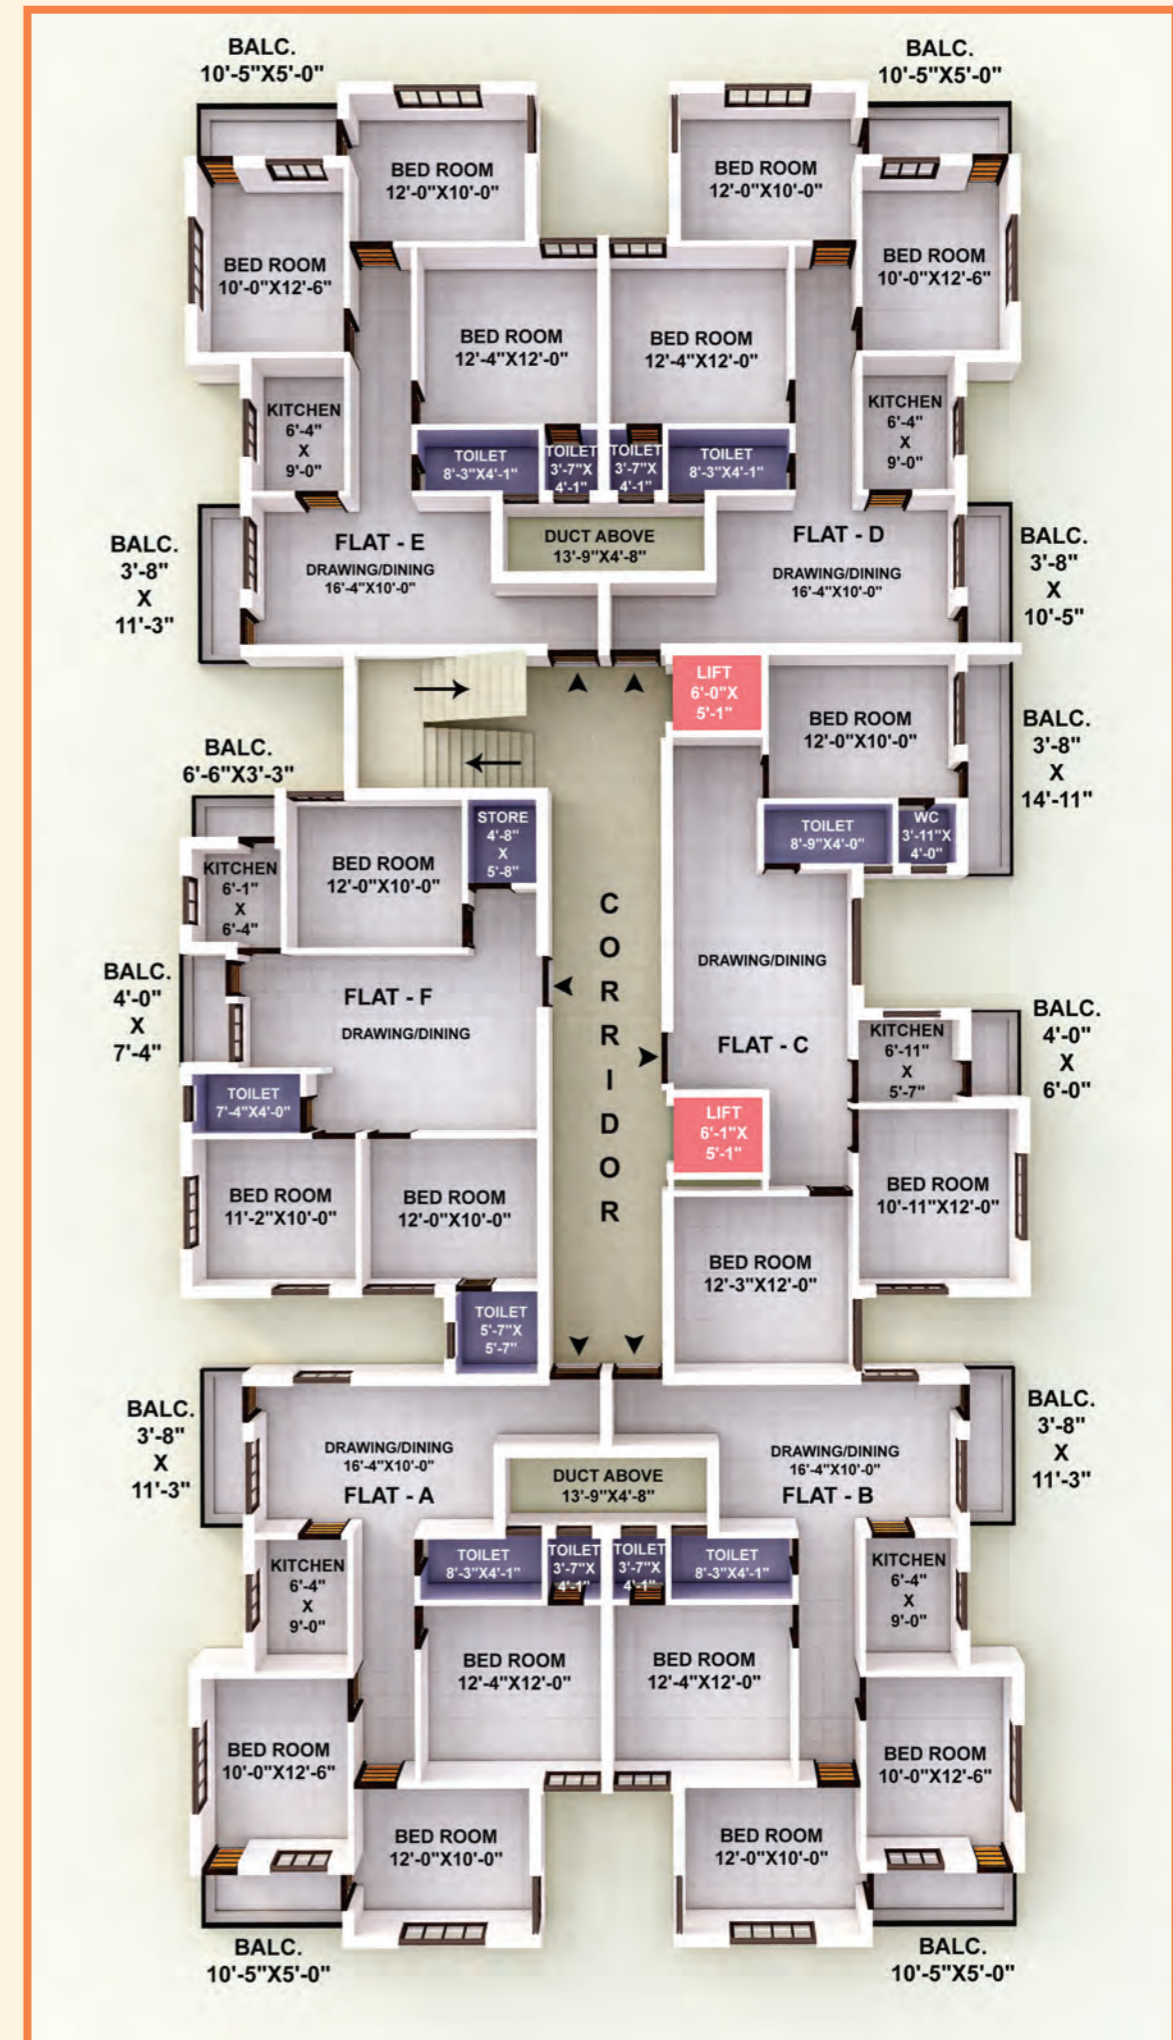 BALC.
10'-5"X5'-0"
BALC.
10'-5"X5'-0"
BED ROOM
12'-0"X10'-0"
BED ROOM
12'-0"X10'-0"
BED ROOM
10'-0"X12'-6"
BED ROOM
10'-0"X12'-6"
BED ROOM
12'-4"X12'-0"
BED ROOM
12'-4"X12'-0"
KITCHEN
6'-4"
X
9'-0"
KITCHEN
6'-4"
X
9'-0"
TOILET
8'-3"X4'-1"
TOILET
3'-7"X
4'-1"
TOILET
3'-7"X
4'-1"
TOILET
8'-3"X4'-1"
BALC.
3'-8"
X
11'-3"
FLAT - E
DRAWING/DINING
16'-4"X10'-0"
DUCT ABOVE
13'-9"X4'-8"
FLAT - D
DRAWING/DINING
16'-4"X10'-0"
BALC.
3'-8"
X
10'-5"
LIFT
6'-0"X
5'-1"
BED ROOM
12'-0"X10'-0"
BALC.
3'-8"
X
14'-11"
BALC.
6'-6"X3'-3"
STORE
4'-8"
X
5'-8"
TOILET
8'-9"X4'-0"
WC
3'-11"X
4'-0"
KITCHEN
6'-1"
X
6'-4"
BED ROOM
12'-0"X10'-0"
CORRIDOR
DRAWING/DINING
BALC.
4'-0"
X
7'-4"
FLAT - F
DRAWING/DINING
FLAT - C
KITCHEN
6'-11"
X
5'-7"
BALC.
4'-0"
X
6'-0"
TOILET
7'-4"X4'-0"
LIFT
6'-1"X
5'-1"
BED ROOM
11'-2"X10'-0"
BED ROOM
12'-0"X10'-0"
BED ROOM
10'-11"X12'-0"
BED ROOM
12'-3"X12'-0"
TOILET
5'-7"X
5'-7"
BALC.
3'-8"
X
11'-3"
DRAWING/DINING
16'-4"X10'-0"
FLAT - A
DUCT ABOVE
13'-9"X4'-8"
DRAWING/DINING
16'-4"X10'-0"
FLAT - B
BALC.
3'-8"
X
11'-3"
KITCHEN
6'-4"
X
9'-0"
TOILET
8'-3"X4'-1"
TOILET
3'-7"X
4'-1"
TOILET
3'-7"X
4'-1"
TOILET
8'-3"X4'-1"
KITCHEN
6'-4"
X
9'-0"
BED ROOM
12'-4"X12'-0"
BED ROOM
12'-4"X12'-0"
BED ROOM
10'-0"X12'-6"
BED ROOM
10'-0"X12'-6"
BED ROOM
12'-0"X10'-0"
BED ROOM
12'-0"X10'-0"
BALC.
10'-5"X5'-0"
BALC.
10'-5"X5'-0"